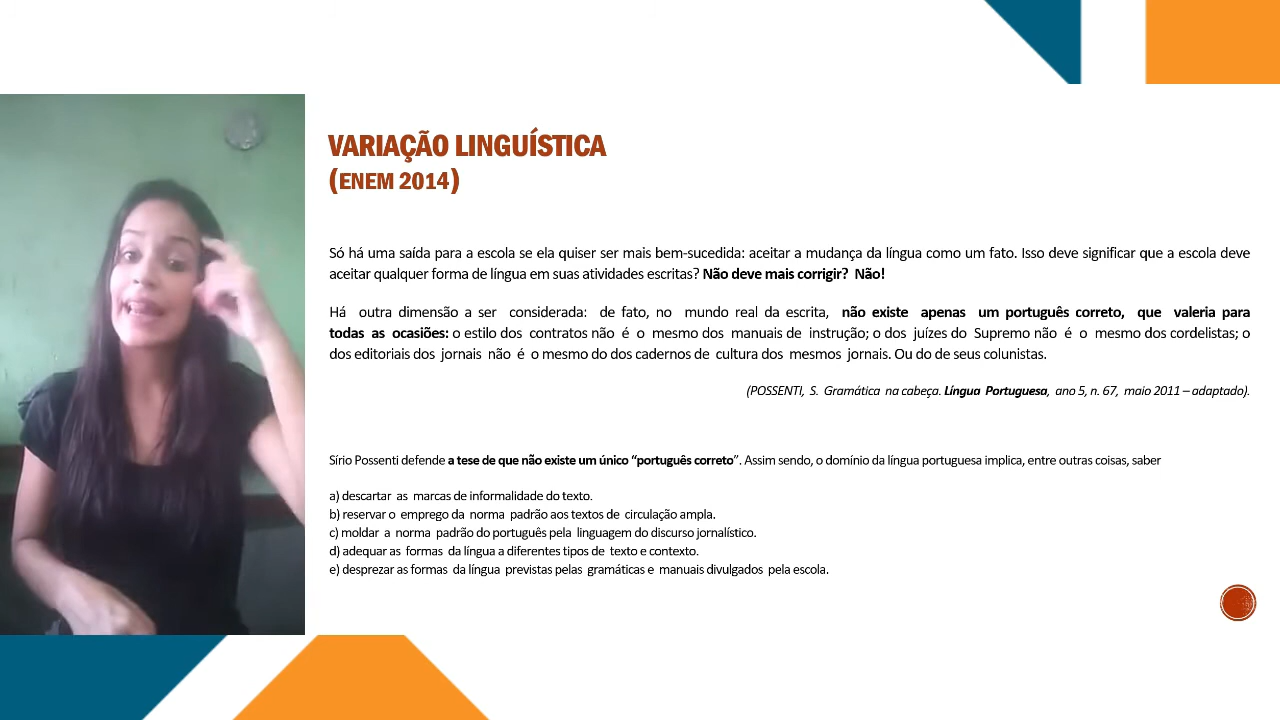 VARIAÇÃO LINGUÍSTICA
(ENEM 2014)
Só há uma saída para a escola se ela quiser ser mais bem-sucedida: aceitar a mudança da língua como um fato. Isso deve significar que a escola deve
aceitar qualquer forma de língua em suas atividades escritas? Não deve mais corrigir? Não!
Há outra dimensão a ser considerada: de fato, no mundo real da escrita, não existe apenas um português correto, que valeria para
todas as ocasiões: o estilo dos contratos não é o mesmo dos manuais de instrução; o dos juízes do Supremo não é o mesmo dos cordelistas; o
dos editoriais dos jornais não é o mesmo do dos cadernos de cultura dos mesmos jornais. Ou do de seus colunistas.
(POSSENTI, S. Gramática na cabeça. Língua Portuguesa, ano 5, n. 67, maio 2011 – adaptado).
Sírio Possenti defende a tese de que não existe um único “português correto”. Assim sendo, o domínio da língua portuguesa implica, entre outras coisas, saber
a) descartar as marcas de informalidade do texto.
b) reservar o emprego da norma padrão aos textos de circulação ampla.
c) moldar a norma padrão do português pela linguagem do discurso jornalístico.
d) adequar as formas da língua a diferentes tipos de texto e contexto.
e) desprezar as formas da língua previstas pelas gramáticas e manuais divulgados pela escola.